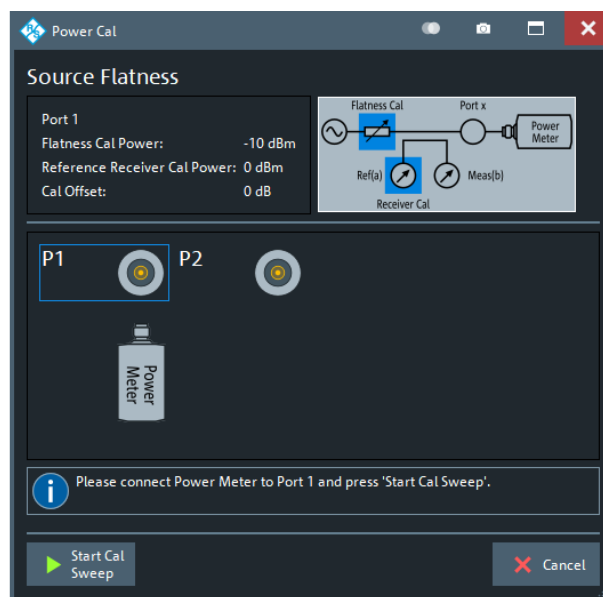 Power Cal
Source Flatness
Port 1
Flatness Cal Power: -10 dBm
Reference Receiver Cal Power: 0 dBm
Cal Offset: 0 dB
Flatness Cal Port x
Power
Meter
Ref(a) Meas(b)
Receiver Cal
P1 P2
Power
Meter
i Please connect Power Meter to Port 1 and press 'Start Cal Sweep'.
Start Cal
Sweep
Cancel